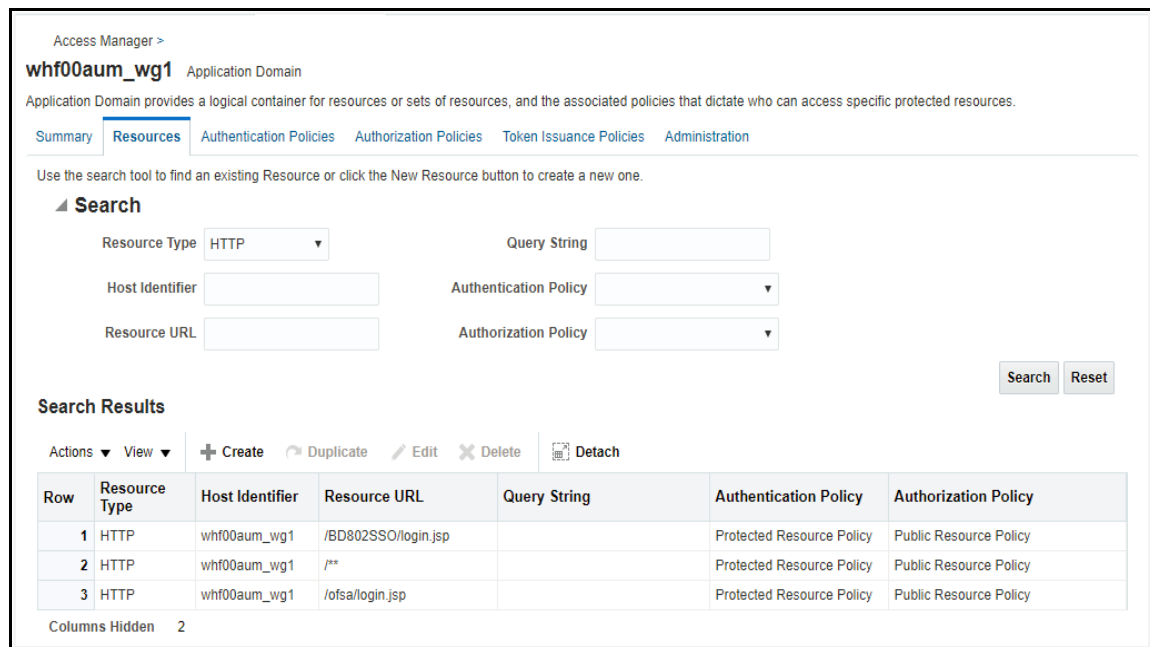 Access Manager >
whf00aum_wg1 Application Domain
Application Domain provides a logical container for resources or sets of resources, and the associated policies that dictate who can access specific protected resources.
Summary Resources Authentication Policies Authorization Policies Token Issuance Policies Administration
Use the search tool to find an existing Resource or click the New Resource button to create a new one.
Search
Resource Type HTTP Query String
Host Identifier Authentication Policy
Resource URL Authorization Policy
Search Reset
Search Results
Actions View Create Duplicate Edit Delete Detach
Row Resource Type Host Identifier Resource URL Query String Authentication Policy Authorization Policy
1 HTTP whf00aum_wg1 /BD802SSO/login.jsp Protected Resource Policy Public Resource Policy
2 HTTP whf00aum_wg1 /** Protected Resource Policy Public Resource Policy
3 HTTP whf00aum_wg1 /ofsa/login.jsp Protected Resource Policy Public Resource Policy
Columns Hidden 2